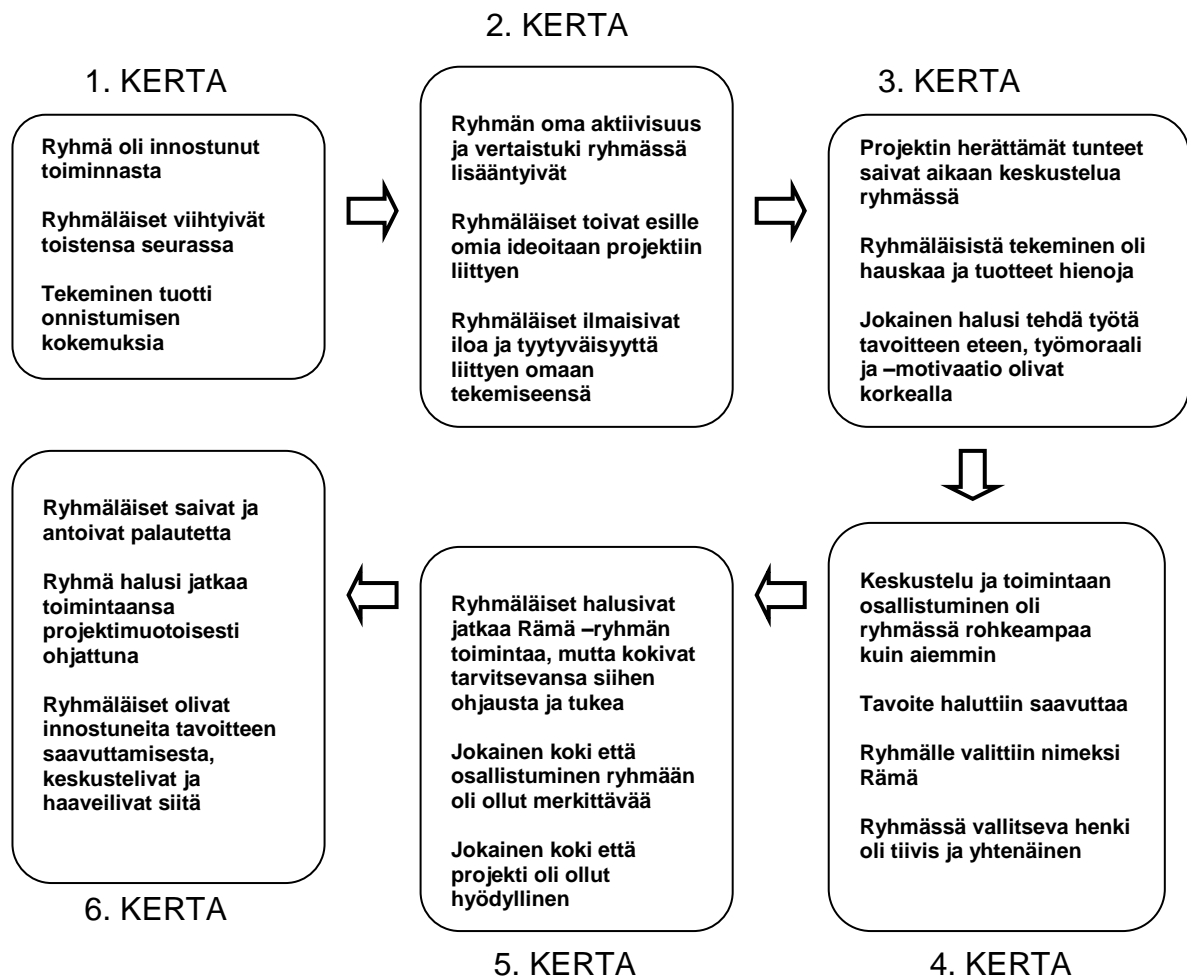 1. KERTA
Ryhmä oli innostunut
toiminnasta
Ryhmäläiset viihtyivät
toistensa seurassa
Tekeminen tuotti
onnistumisen
kokemuksia
2. KERTA
Ryhmän oma aktiivisuus
ja vertaistuki ryhmässä
lisääntyivät
Ryhmäläiset toivat esille
omia ideoitaan projektiin
liittyen
Ryhmäläiset ilmaisivat
iloa ja tyytyväisyyttä
liittyen omaan
tekemiseensä
3. KERTA
Projektin herättämät tunteet
saivat aikaan keskustelua
ryhmässä
Ryhmäläisistä tekeminen oli
hauskaa ja tuotteet hienoja
Jokainen halusi tehdä työtä
tavoitteen eteen, työmoraali
ja –motivaatio olivat
korkealla
Keskustelu ja toimintaan
osallistuminen oli
ryhmässä rohkeampaa
kuin aiemmin
Tavoite haluttiin saavuttaa
Ryhmälle valittiin nimeksi
Rämä
Ryhmässä vallitseva henki
oli tiivis ja yhtenäinen
4. KERTA
Ryhmäläiset halusivat
jatkaa Rämä –ryhmän
toimintaa, mutta kokivat
tarvitsevansa siihen
ohjausta ja tukea
Jokainen koki että
osallistuminen ryhmään
oli ollut merkittävää
Jokainen koki että
projekti oli ollut
hyödyllinen
5. KERTA
Ryhmäläiset saivat ja
antoivat palautetta
Ryhmä halusi jatkaa
toimintaansa
projektimuotoisesti
ohjattuna
Ryhmäläiset olivat
innostuneita tavoitteen
saavuttamisesta,
keskustelivat ja
haaveilivat siitä
6. KERTA